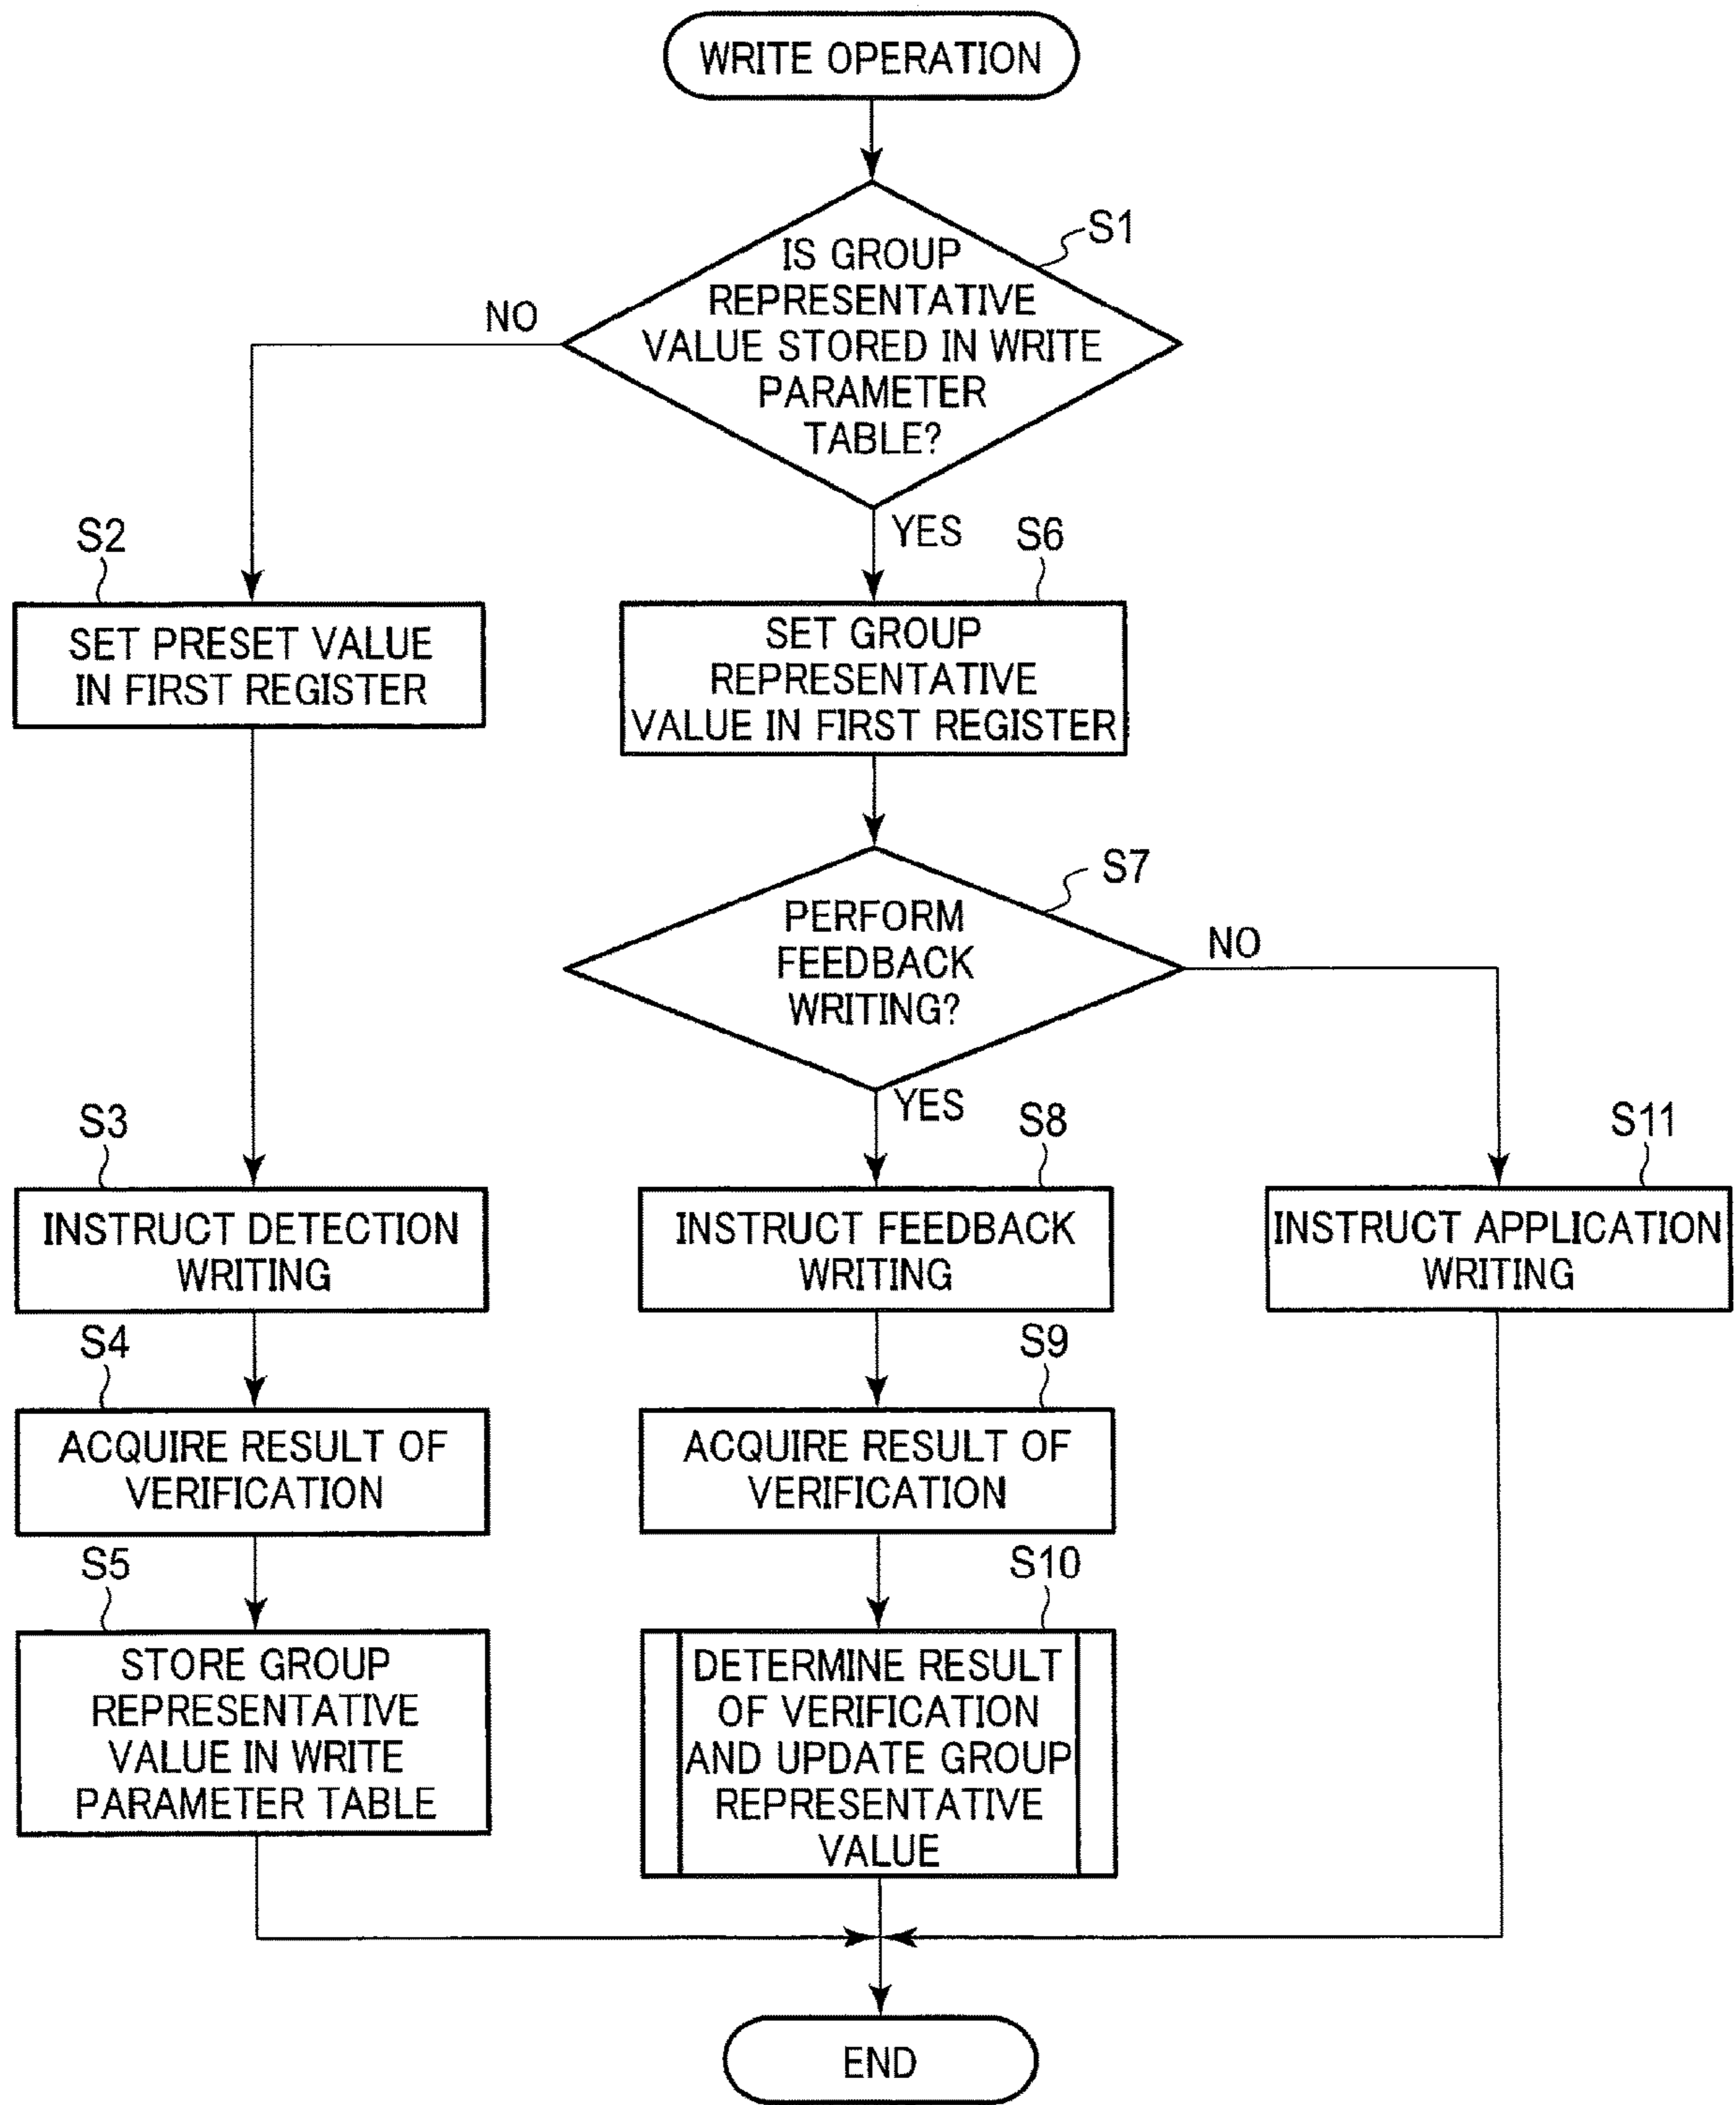 WRITE OPERATION
S1
IS GROUP
REPRESENTATIVE
VALUE STORED IN WRITE
PARAMETER
TABLE?
NO
YES
S2
SET PRESET VALUE
IN FIRST REGISTER
S6
SET GROUP
REPRESENTATIVE
VALUE IN FIRST REGISTER
S7
PERFORM
FEEDBACK
WRITING?
NO
YES
S3
INSTRUCT DETECTION
WRITING
S8
INSTRUCT FEEDBACK
WRITING
S11
INSTRUCT APPLICATION
WRITING
S4
ACQUIRE RESULT OF
VERIFICATION
S9
ACQUIRE RESULT OF
VERIFICATION
S5
STORE GROUP
REPRESENTATIVE
VALUE IN WRITE
PARAMETER TABLE
S10
DETERMINE RESULT
OF VERIFICATION
AND UPDATE GROUP
REPRESENTATIVE
VALUE
END